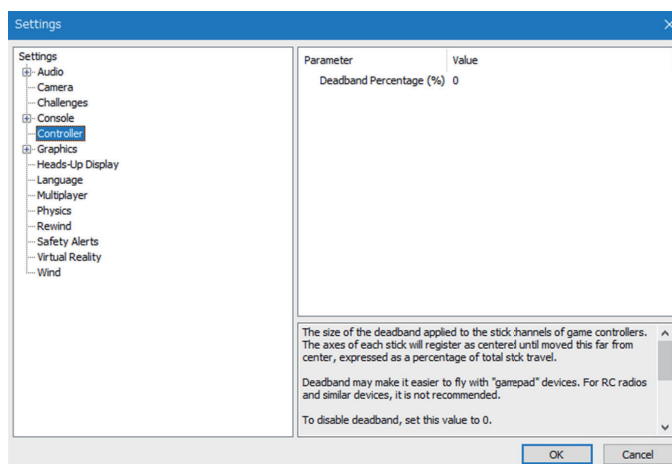 Settings
Settings
Audio
Camera
Challenges
Console
Controller
Graphics
Heads-Up Display
Language
Multiplayer
Physics
Rewind
Safety Alerts
Virtual Reality
Wind
Parameter Value
Deadband Percentage (%) 0
The size of the deadband applied to the stick channels of game controllers.
The axes of each stick will register as centered until moved this far from
center, expressed as a percentage of total stick travel.
Deadband may make it easier to fly with "gamepad" devices. For RC radios
and similar devices, it is not recommended.
To disable deadband, set this value to 0.
OK Cancel